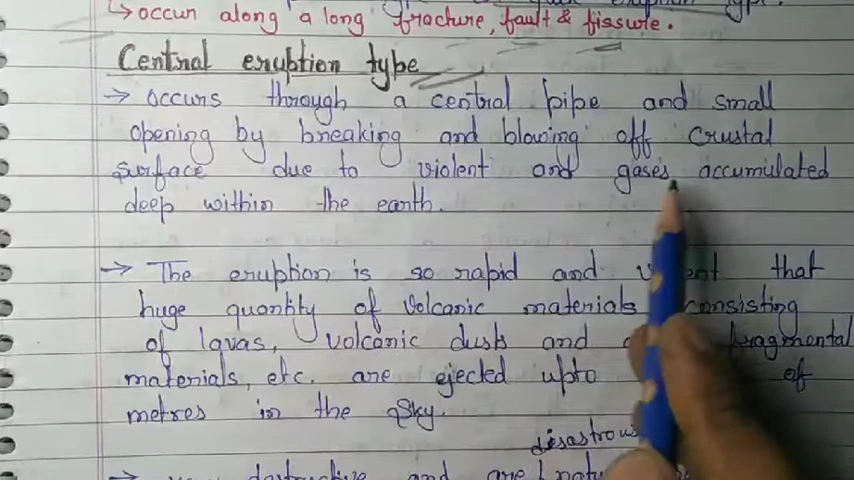 ↳ occur along a long fracture, fault & fissure.
Central eruption type
→ occurs through a central pipe and small
opening by breaking and blowing off crustal
surface due to violent and gases accumulated
deep within the earth.
→ The eruption is so rapid and that
huge quantity of volcanic materials consisting
of lavas, volcanic dusts and fragmental
materials, etc. are ejected upto of
metres in the sky.
disastrous
→ destructive and are